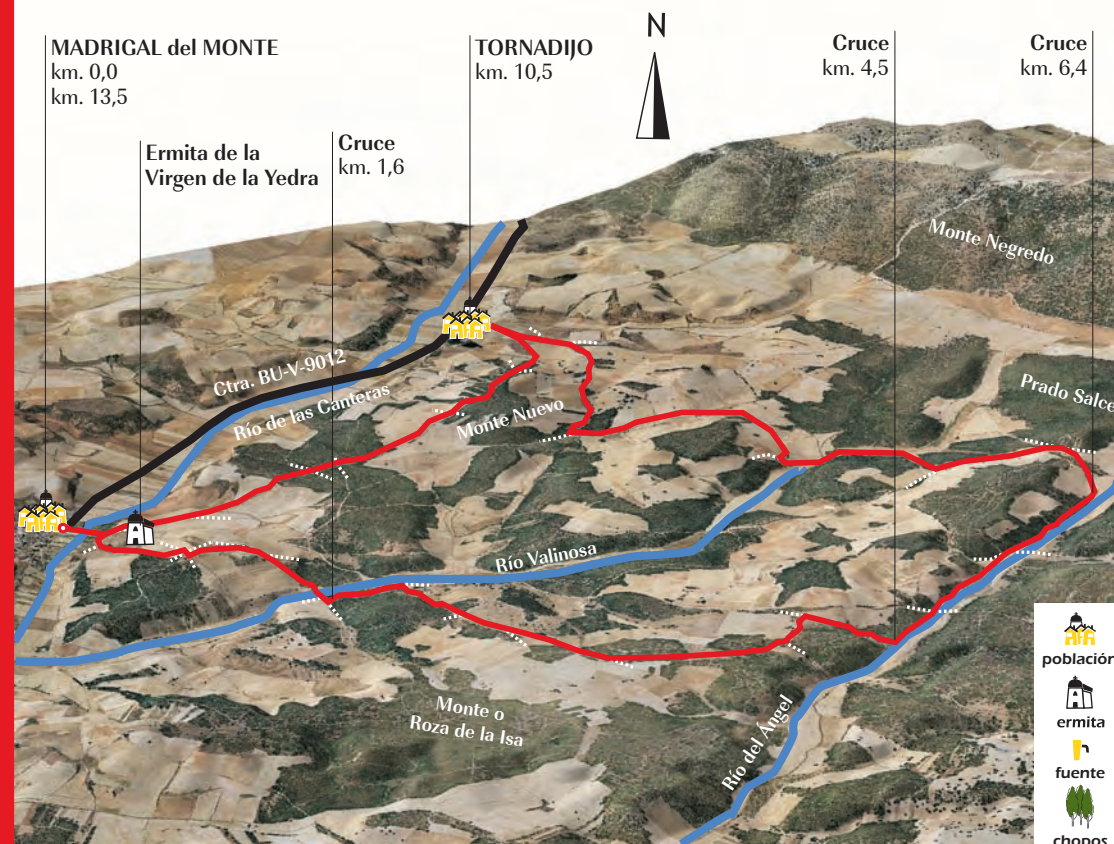 MADRIGAL del MONTE
km. 0,0
km. 13,5
Ermita de la
Virgen de la Yedra
Cruce
km. 1,6
TORNADIJO
km. 10,5
N
Cruce
km. 4,5
Cruce
km. 6,4
Monte Negredo
Ctra. BU-V-9012
Río de las Canteras
Monte Nuevo
Prado Salce
Río Valinosa
Monte o
Roza de la Isa
Río del Ángel
población
ermita
fuente
chopos